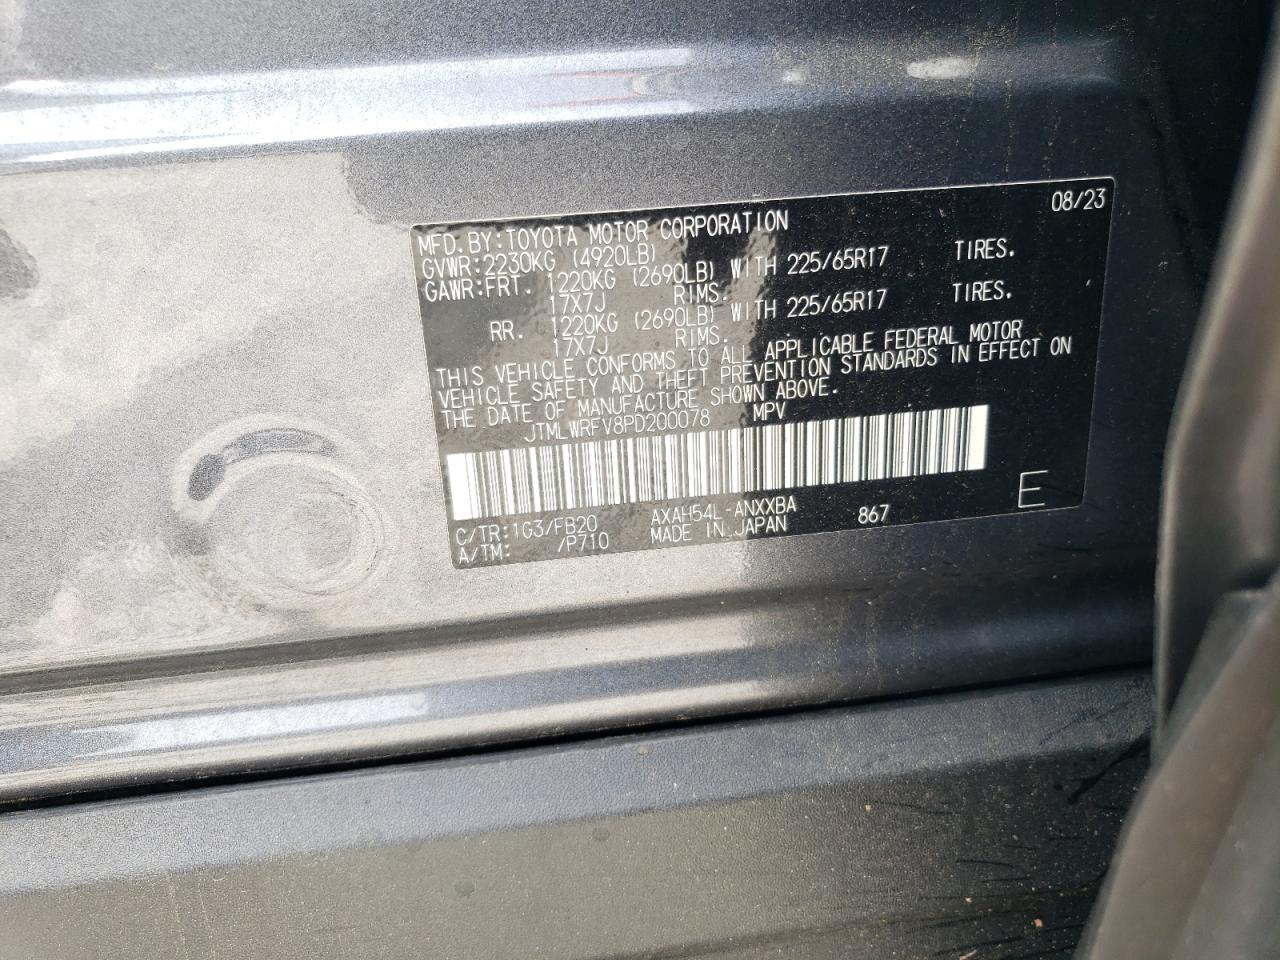 08/23
MFD.BY:TOYOTA MOTOR CORPORATION
GVWR:2230KG (4920LB)
GAWR:FRT. 1220KG (2690LB) WITH 225/65R17 TIRES.
17X7J RIMS.
RR. 1220KG (2690LB) WITH 225/65R17 TIRES.
17X7J RIMS.
THIS VEHICLE CONFORMS TO ALL APPLICABLE FEDERAL MOTOR
VEHICLE SAFETY AND THEFT PREVENTION STANDARDS IN EFFECT ON
THE DATE OF MANUFACTURE SHOWN ABOVE.
JTMLWRFV8PD200078 MPV
C/TR:1G3/FB20 AXAH54L-ANXXBA 867 E
A/TM: /P710 MADE IN JAPAN